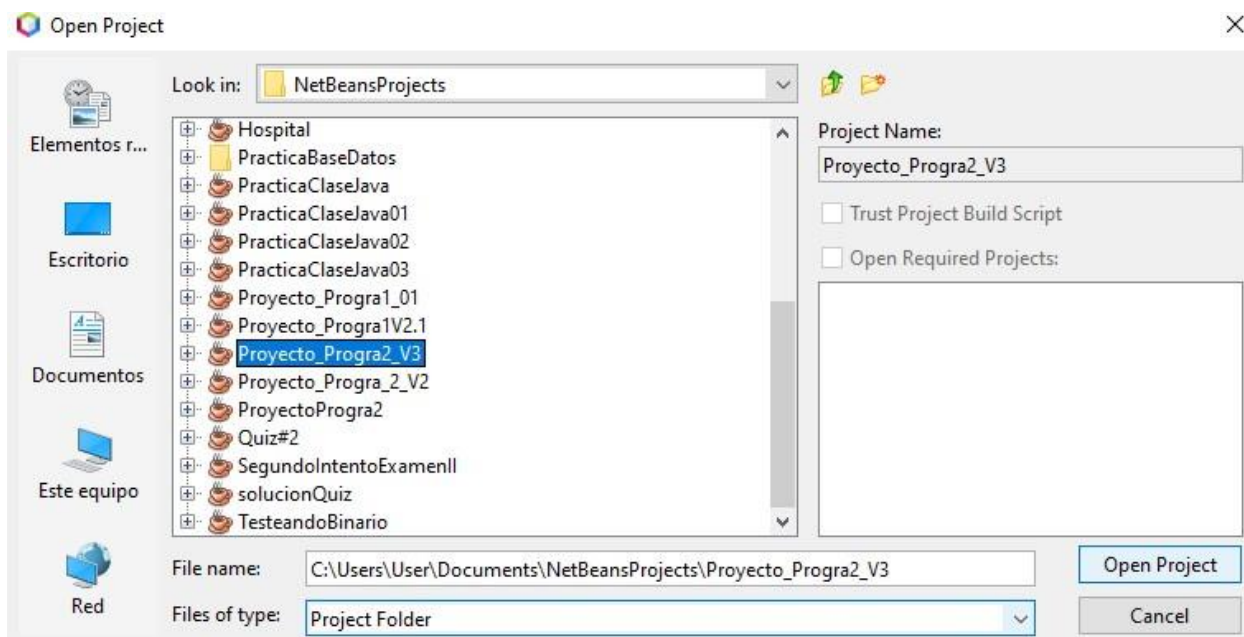 Open Project
Look in: NetBeansProjects
Elementos r...
Escritorio
Documentos
Este equipo
Red
Hospital
PracticaBaseDatos
PracticaClaseJava
PracticaClaseJava01
PracticaClaseJava02
PracticaClaseJava03
Proyecto_Progra1_01
Proyecto_Progra1V2.1
Proyecto_Progra2_V3
Proyecto_Progra_2_V2
ProyectoProgra2
Quiz#2
SegundoIntentoExamenII
solucionQuiz
TesteandoBinario
Project Name:
Proyecto_Progra2_V3
Trust Project Build Script
Open Required Projects:
File name: C:\Users\User\Documents\NetBeansProjects\Proyecto_Progra2_V3
Files of type: Project Folder
Open Project
Cancel